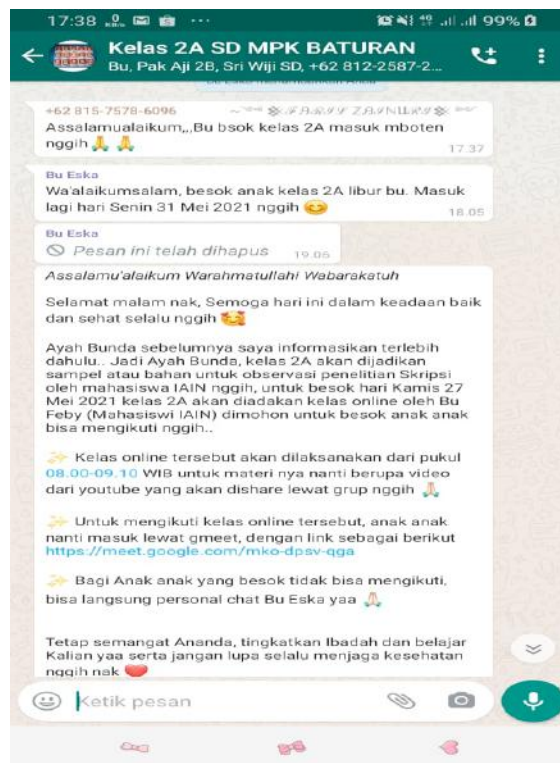 17:38 ... 99%
Kelas 2A SD MPK BATURAN
Bu, Pak Aji 2B, Sri Wiji SD, +62 812-2587-2...
+62 815-7578-6096
Assalamualaikum,,,Bu bsok kelas 2A masuk mboten
nggih 🙏 🙏 17.37
Bu Eska
Wa'alaikumsalam, besok anak kelas 2A libur bu. Masuk
lagi hari Senin 31 Mei 2021 nggih 😊 18.05
Bu Eska
Pesan ini telah dihapus 19.05
Assalamu'alaikum Warahmatullahi Wabarakatuh
Selamat malam nak, Semoga hari ini dalam keadaan baik
dan sehat selalu nggih 🥰
Ayah Bunda sebelumnya saya informasikan terlebih
dahulu.. Jadi Ayah Bunda, kelas 2A akan dijadikan
sampel atau bahan untuk observasi penelitian Skripsi
oleh mahasiswa IAIN nggih, untuk besok hari Kamis 27
Mei 2021 kelas 2A akan diadakan kelas online oleh Bu
Feby (Mahasiswi IAIN) dimohon untuk besok anak anak
bisa mengikuti nggih..
✨ Kelas online tersebut akan dilaksanakan dari pukul
08.00-09.10 WIB untuk materi nya nanti berupa video
dari youtube yang akan dishare lewat grup nggih 🙏
✨ Untuk mengikuti kelas online tersebut, anak anak
nanti masuk lewat gmeet, dengan link sebagai berikut
https://meet.google.com/mko-dpsv-qga
✨ Bagi Anak anak yang besok tidak bisa mengikuti,
bisa langsung personal chat Bu Eska yaa 🙏
Tetap semangat Ananda, tingkatkan Ibadah dan belajar
Kalian yaa serta jangan lupa selalu menjaga kesehatan
nggih nak ❤️
Ketik pesan